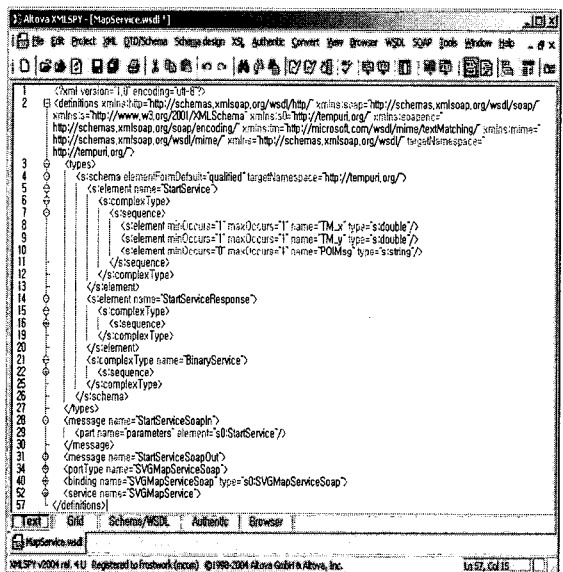 Altova XMLSPY - [MapService.wsdl *]
File Edit Project XML DTD/Schema Schema design XSL Authentic Convert View Browser WSDL SOAP Tools Window Help
1 <?xml version="1.0" encoding="utf-8"?>
2 <definitions xmlns:http="http://schemas.xmlsoap.org/wsdl/http/" xmlns:soap="http://schemas.xmlsoap.org/wsdl/soap/"
xmlns:s="http://www.w3.org/2001/XMLSchema" xmlns:s0="http://tempuri.org/" xmlns:soapenc="
http://schemas.xmlsoap.org/soap/encoding/" xmlns:tm="http://microsoft.com/wsdl/mime/textMatching/" xmlns:mime="
http://schemas.xmlsoap.org/wsdl/mime/" xmlns="http://schemas.xmlsoap.org/wsdl/" targetNamespace="
http://tempuri.org/">
3 <types>
4 <s:schema elementFormDefault="qualified" targetNamespace="http://tempuri.org/">
5 <s:element name="StartService">
6 <s:complexType>
7 <s:sequence>
8 <s:element minOccurs="1" maxOccurs="1" name="TM_x" type="s:double"/>
9 <s:element minOccurs="1" maxOccurs="1" name="TM_y" type="s:double"/>
10 <s:element minOccurs="0" maxOccurs="1" name="POIMsg" type="s:string"/>
11 </s:sequence>
12 </s:complexType>
13 </s:element>
14 <s:element name="StartServiceResponse">
15 <s:complexType>
16 <s:sequence>
19 </s:complexType>
20 </s:element>
21 <s:complexType name="BinaryService">
22 <s:sequence>
25 </s:complexType>
26 </s:schema>
27 </types>
28 <message name="StartServiceSoapIn">
29 <part name="parameters" element="s0:StartService"/>
30 </message>
31 <message name="StartServiceSoapOut">
34 <portType name="SVGMapServiceSoap">
40 <binding name="SVGMapServiceSoap" type="s0:SVGMapServiceSoap">
52 <service name="SVGMapService">
57 </definitions>
Text Grid Schema/WSDL Authentic Browser
MapService.wsdl
XMLSPY v2004 rel. 4 U Registered to frostwork (mcom) ©1998-2004 Altova GmbH & Altova, Inc. Ln 57, Col 15